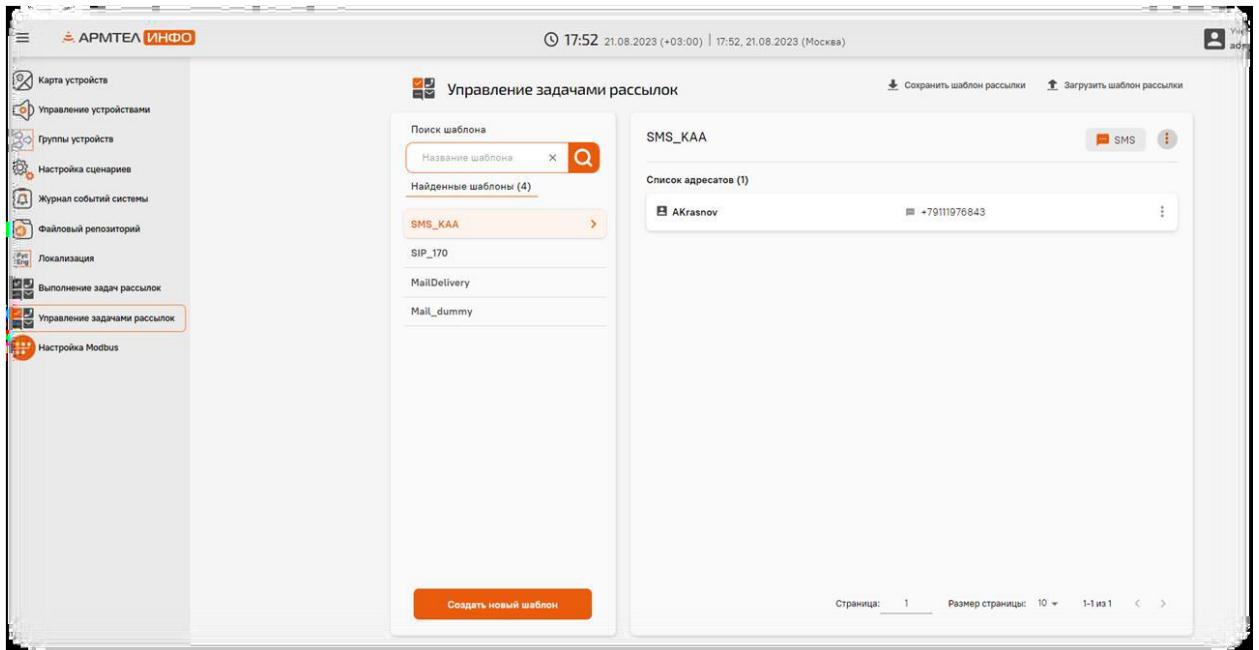 АРМТЕЛ ИНФО
17:52 21.08.2023 (+03:00) | 17:52, 21.08.2023 (Москва)
Карта устройств
Управление устройствами
Группы устройств
Настройка сценариев
Журнал событий системы
Файловый репозиторий
Локализация
Выполнение задач рассылок
Управление задачами рассылок
Настройка Modbus
Управление задачами рассылок
Сохранить шаблон рассылки
Загрузить шаблон рассылки
Поиск шаблона
Название шаблона
Найденные шаблоны (4)
SMS_KAA
SIP_170
MailDelivery
Mail_dummy
Создать новый шаблон
SMS_KAA
SMS
Список адресатов (1)
AKrasnov +79111976843
Страница: 1 Размер страницы: 10 1-1 из 1